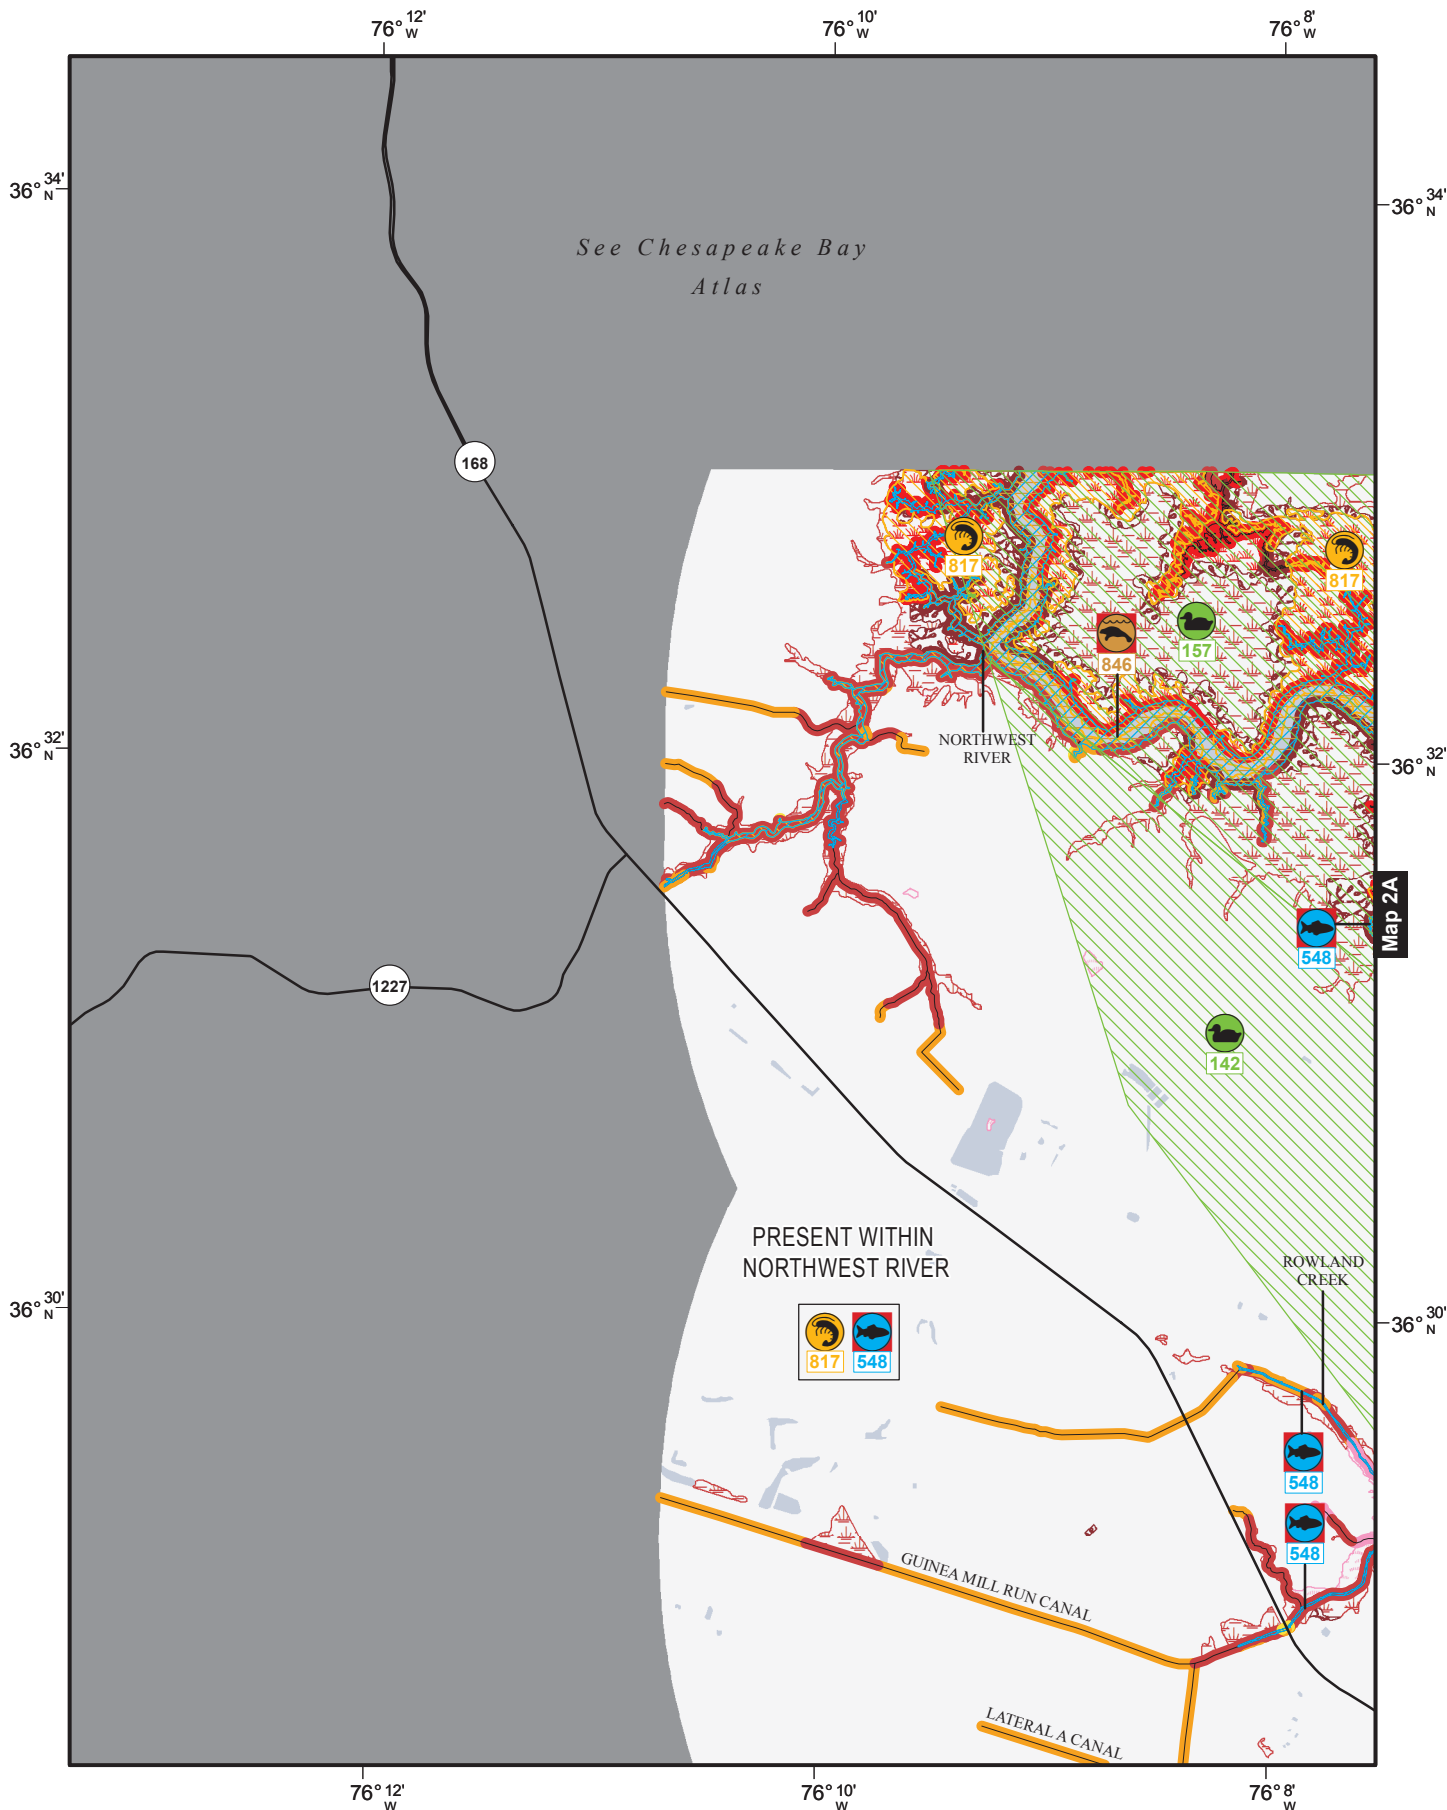 76° 12' W
76° 10' W
76° 8' W
36° 34' N
36° 34' N
See Chesapeake Bay
Atlas
168
817
817
157
846
NORTHWEST
RIVER
36° 32' N
36° 32' N
Map 2A
548
1227
142
PRESENT WITHIN
NORTHWEST RIVER
ROWLAND
CREEK
36° 30' N
36° 30' N
817
548
548
548
GUINEA MILL RUN CANAL
LATERAL A CANAL
76° 12' W
76° 10' W
76° 8' W